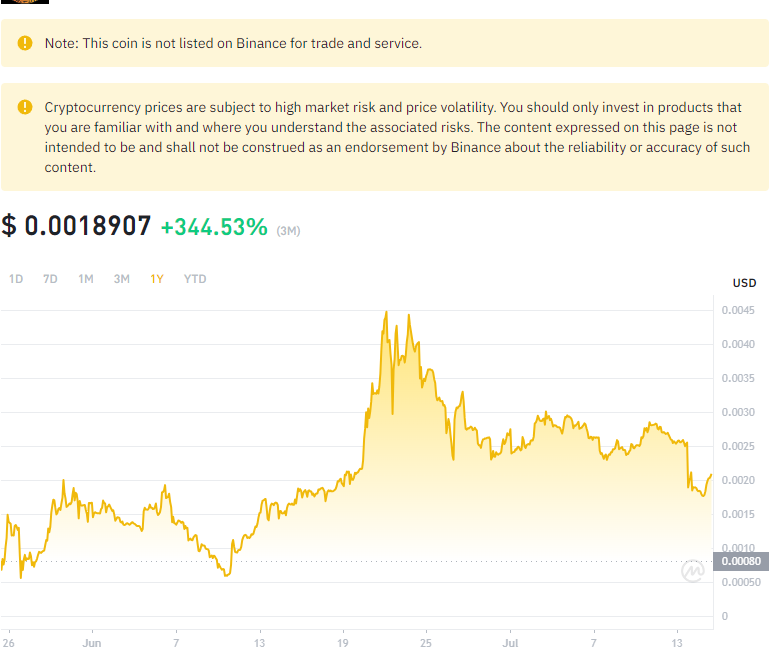 Note: This coin is not listed on Binance for trade and service.
Cryptocurrency prices are subject to high market risk and price volatility. You should only invest in products that
you are familiar with and where you understand the associated risks. The content expressed on this page is not
intended to be and shall not be construed as an endorsement by Binance about the reliability or accuracy of such
content.
$ 0.0018907 +344.53% (3M)
1D 7D 1M 3M 1Y YTD
USD
0.0045
0.0040
0.0035
0.0030
0.0025
0.0020
0.0015
0.0010
0.00080
0.00050
0
26 Jun 7 13 19 25 Jul 7 13